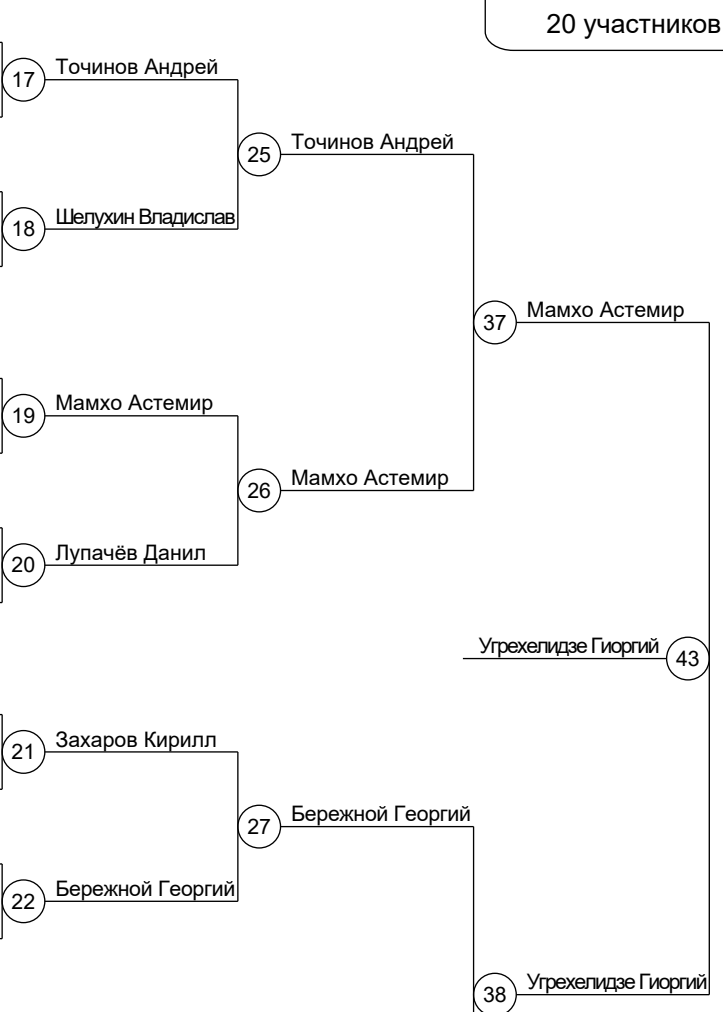 20 участников
17 Точинов Андрей
25 Точинов Андрей
18 Шелухин Владислав
37 Мамхо Астемир
19 Мамхо Астемир
26 Мамхо Астемир
20 Лупачёв Данил
Угрехелидзе Гиоргий 43
21 Захаров Кирилл
27 Бережной Георгий
22 Бережной Георгий
38 Угрехелидзе Гиоргий